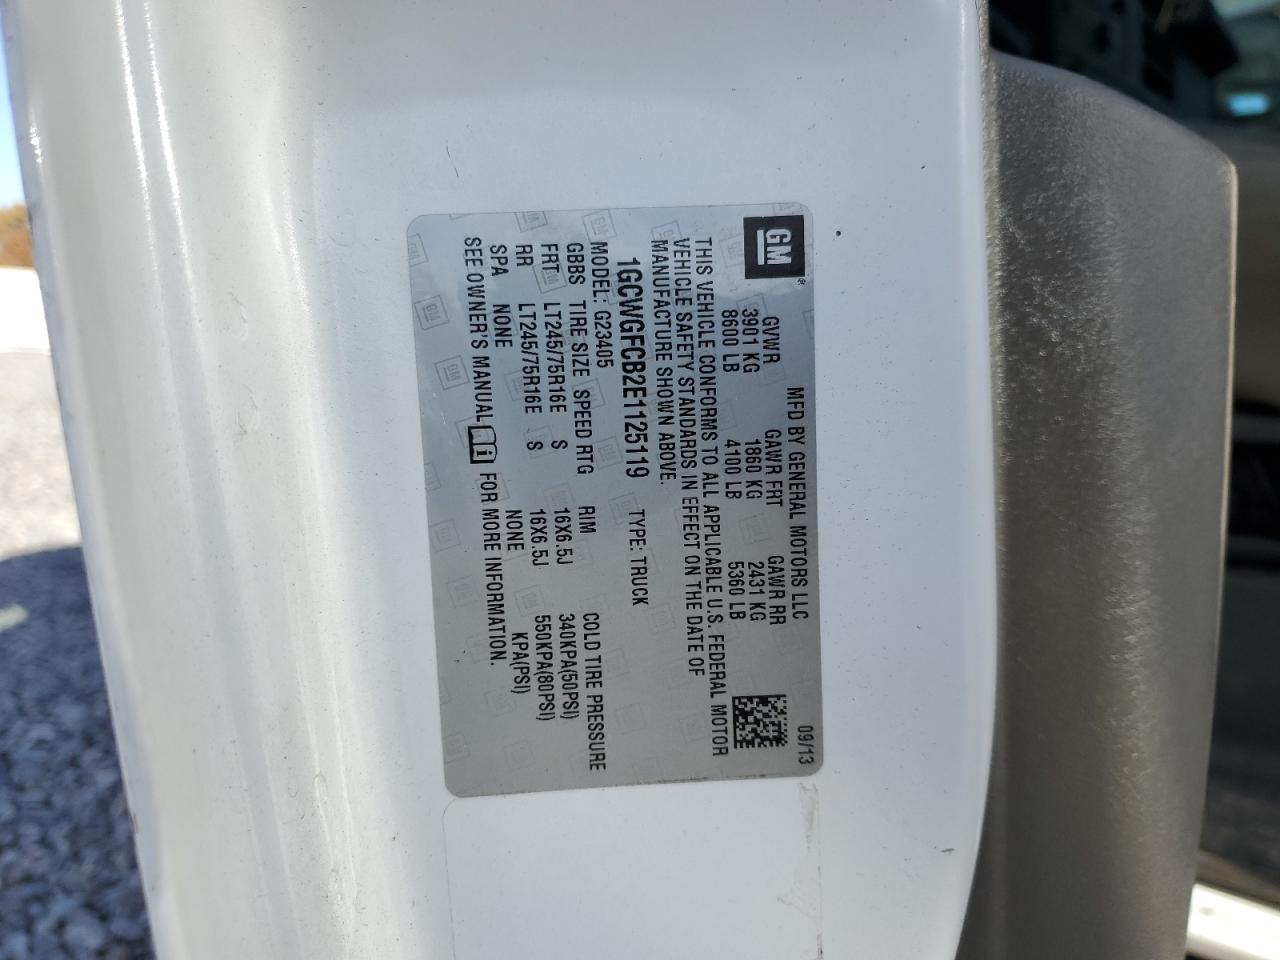 GM®
MFD BY GENERAL MOTORS LLC 09/13
GVWR GAWR FRT GAWR RR
3901 KG 1860 KG 2431 KG
8600 LB 4100 LB 5360 LB
THIS VEHICLE CONFORMS TO ALL APPLICABLE U.S. FEDERAL MOTOR
VEHICLE SAFETY STANDARDS IN EFFECT ON THE DATE OF
MANUFACTURE SHOWN ABOVE.
1GCWGFCB2E1125119 TYPE: TRUCK
MODEL: G23405
GBBS TIRE SIZE SPEED RTG RIM COLD TIRE PRESSURE
FRT LT245/75R16E S 16X6.5J 340KPA(50PSI)
RR LT245/75R16E S 16X6.5J 550KPA(80PSI)
SPA NONE NONE KPA(PSI)
SEE OWNER'S MANUAL FOR MORE INFORMATION.